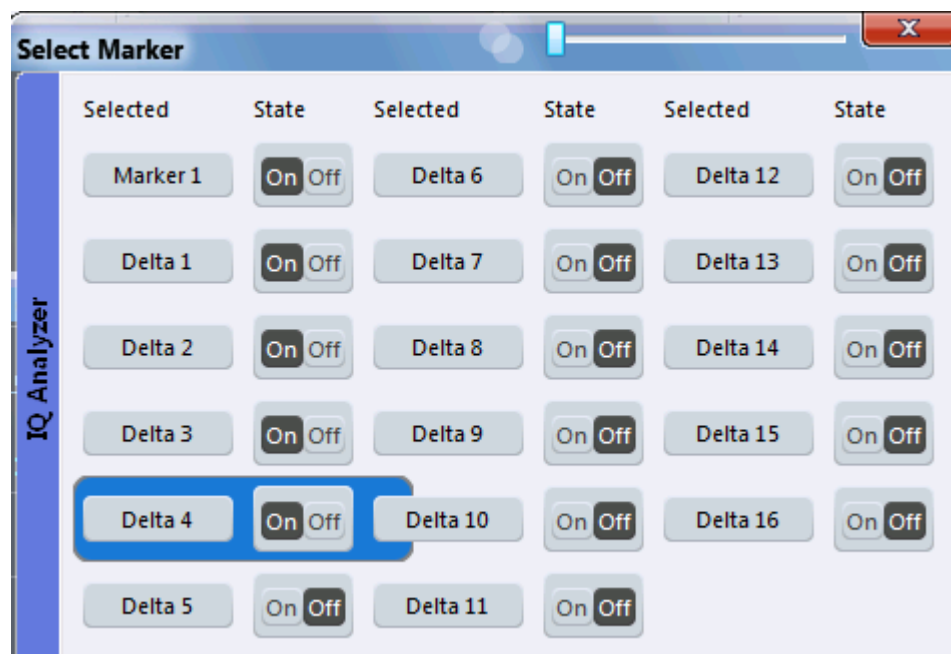 Select Marker
x
IQ Analyzer
Selected State Selected State Selected State
Marker 1 On Off Delta 6 On Off Delta 12 On Off
Delta 1 On Off Delta 7 On Off Delta 13 On Off
Delta 2 On Off Delta 8 On Off Delta 14 On Off
Delta 3 On Off Delta 9 On Off Delta 15 On Off
Delta 4 On Off Delta 10 On Off Delta 16 On Off
Delta 5 On Off Delta 11 On Off